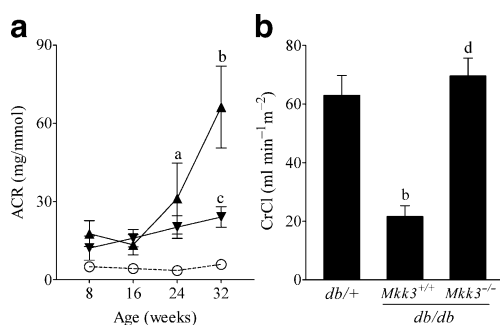 a
ACR (mg/mmol)
90
60
30
0
a
b
c
8 16 24 32
Age (weeks)
b
CrCl (ml min⁻¹m⁻²)
80
60
40
20
0
b
d
db/+ Mkk3⁺/⁺ Mkk3⁻/⁻
db/db